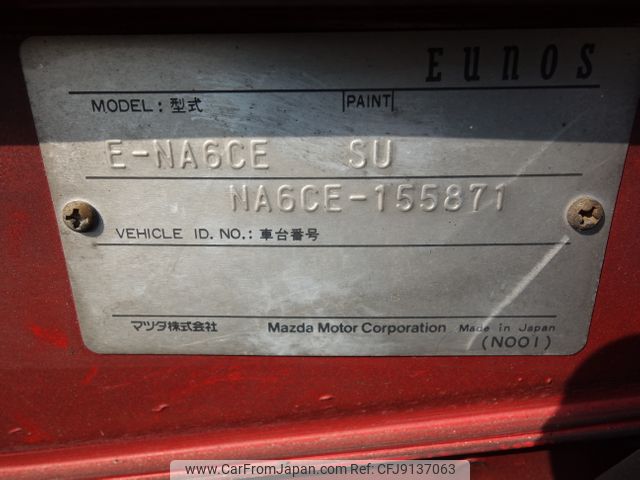 EUNOS
MODEL: 型式 PAINT
E-NA6CE SU
NA6CE-155871
VEHICLE ID. NO.: 車台番号
マツダ株式会社 Mazda Motor Corporation Made in Japan
(N001)
www.CarFromJapan.com | Ref: CFJ9137063